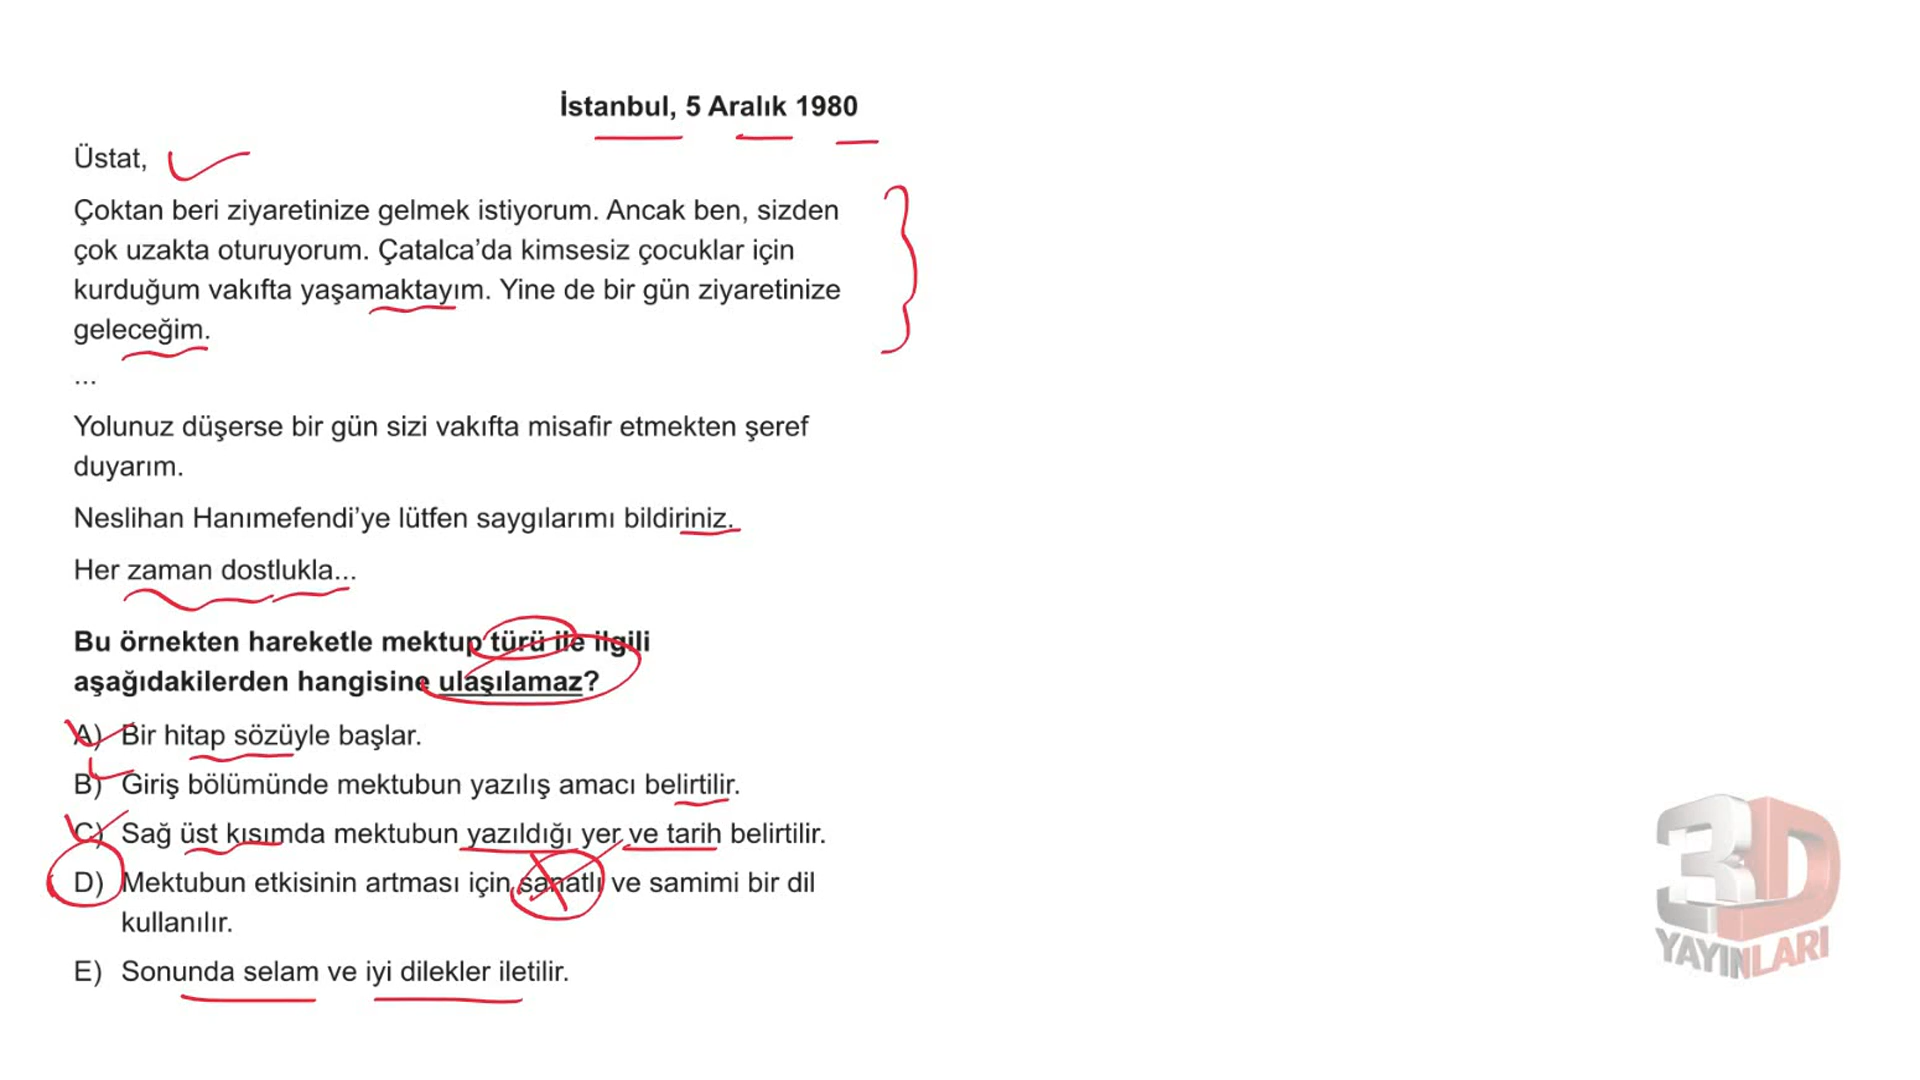 İstanbul, 5 Aralık 1980
Üstat,
Çoktan beri ziyaretinize gelmek istiyorum. Ancak ben, sizden
çok uzakta oturuyorum. Çatalca’da kimsesiz çocuklar için
kurduğum vakıfta yaşamaktayım. Yine de bir gün ziyaretinize
geleceğim.
...
Yolunuz düşerse bir gün sizi vakıfta misafir etmekten şeref
duyarım.
Neslihan Hanımefendi’ye lütfen saygılarımı bildiriniz.
Her zaman dostlukla...
Bu örnekten hareketle mektup türü ile ilgili
aşağıdakilerden hangisine ulaşılamaz?
A) Bir hitap sözüyle başlar.
B) Giriş bölümünde mektubun yazılış amacı belirtilir.
C) Sağ üst kısımda mektubun yazıldığı yer ve tarih belirtilir.
D) Mektubun etkisinin artması için sanatlı ve samimi bir dil
kullanılır.
E) Sonunda selam ve iyi dilekler iletilir.
3D
YAYINLARI